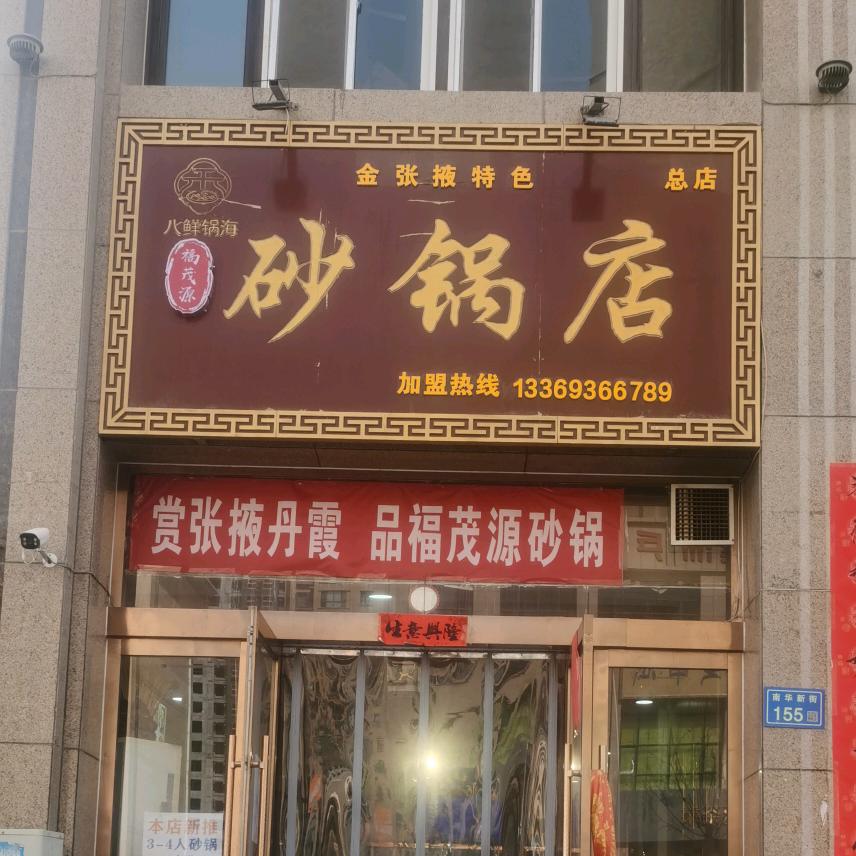 金张掖特色
总店
八鲜锅海
福茂源
砂锅店
加盟热线 13369366789
赏张掖丹霞 品福茂源砂锅
生意興隆
南华新街
155
本店新推
3-4人砂锅